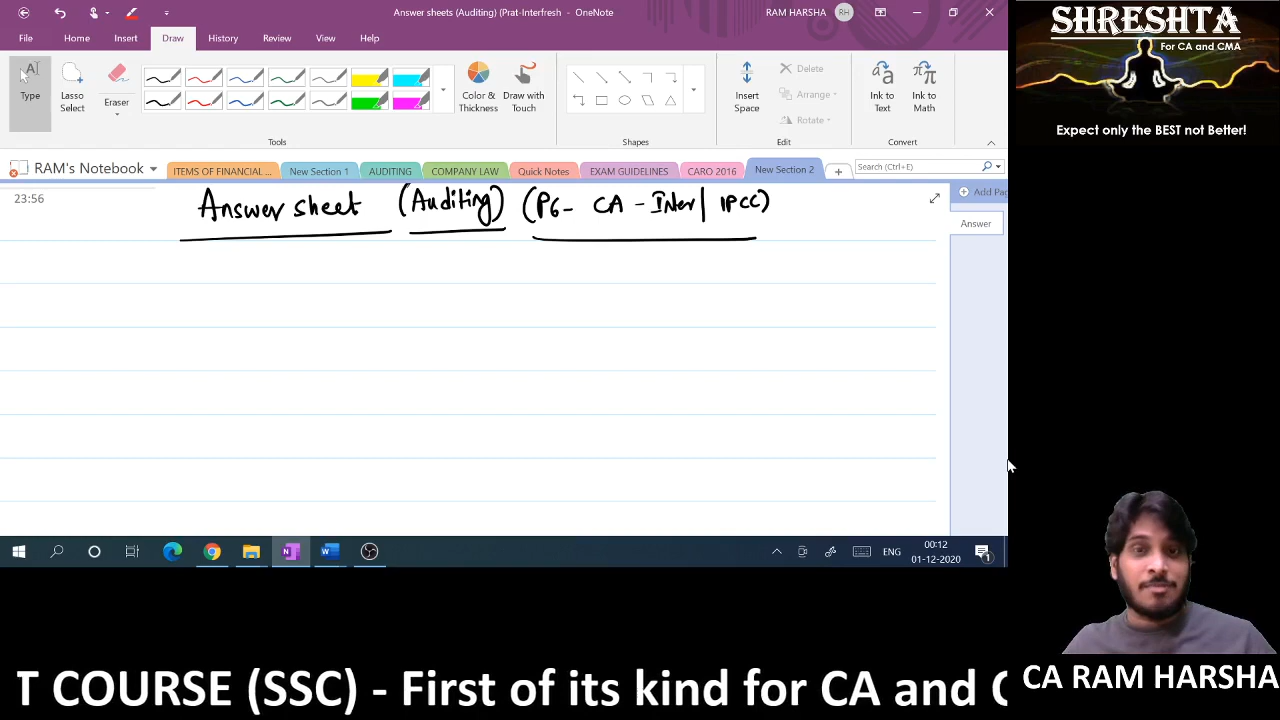 Answer sheets (Auditing) (Prat-Interfresh - OneNote
RAM HARSHA RH
File Home Insert Draw History Review View Help
Type
Lasso Select
Eraser
Color & Thickness
Draw with Touch
Insert Space
Delete
Arrange
Rotate
Ink to Text
Ink to Math
Tools Shapes Edit Convert
RAM's Notebook
ITEMS OF FINANCIAL ...
New Section 1
AUDITING
COMPANY LAW
Quick Notes
EXAM GUIDELINES
CARO 2016
New Section 2
Search (Ctrl+E)
23:56
Answer sheet (Auditing) (P6- CA - Inter| IPCC)
Add Pag
Answer
ENG
00:12
01-12-2020
1
SHRESHTA
For CA and CMA
Expect only the BEST not Better!
T COURSE (SSC) - First of its kind for CA and C
CA RAM HARSHA